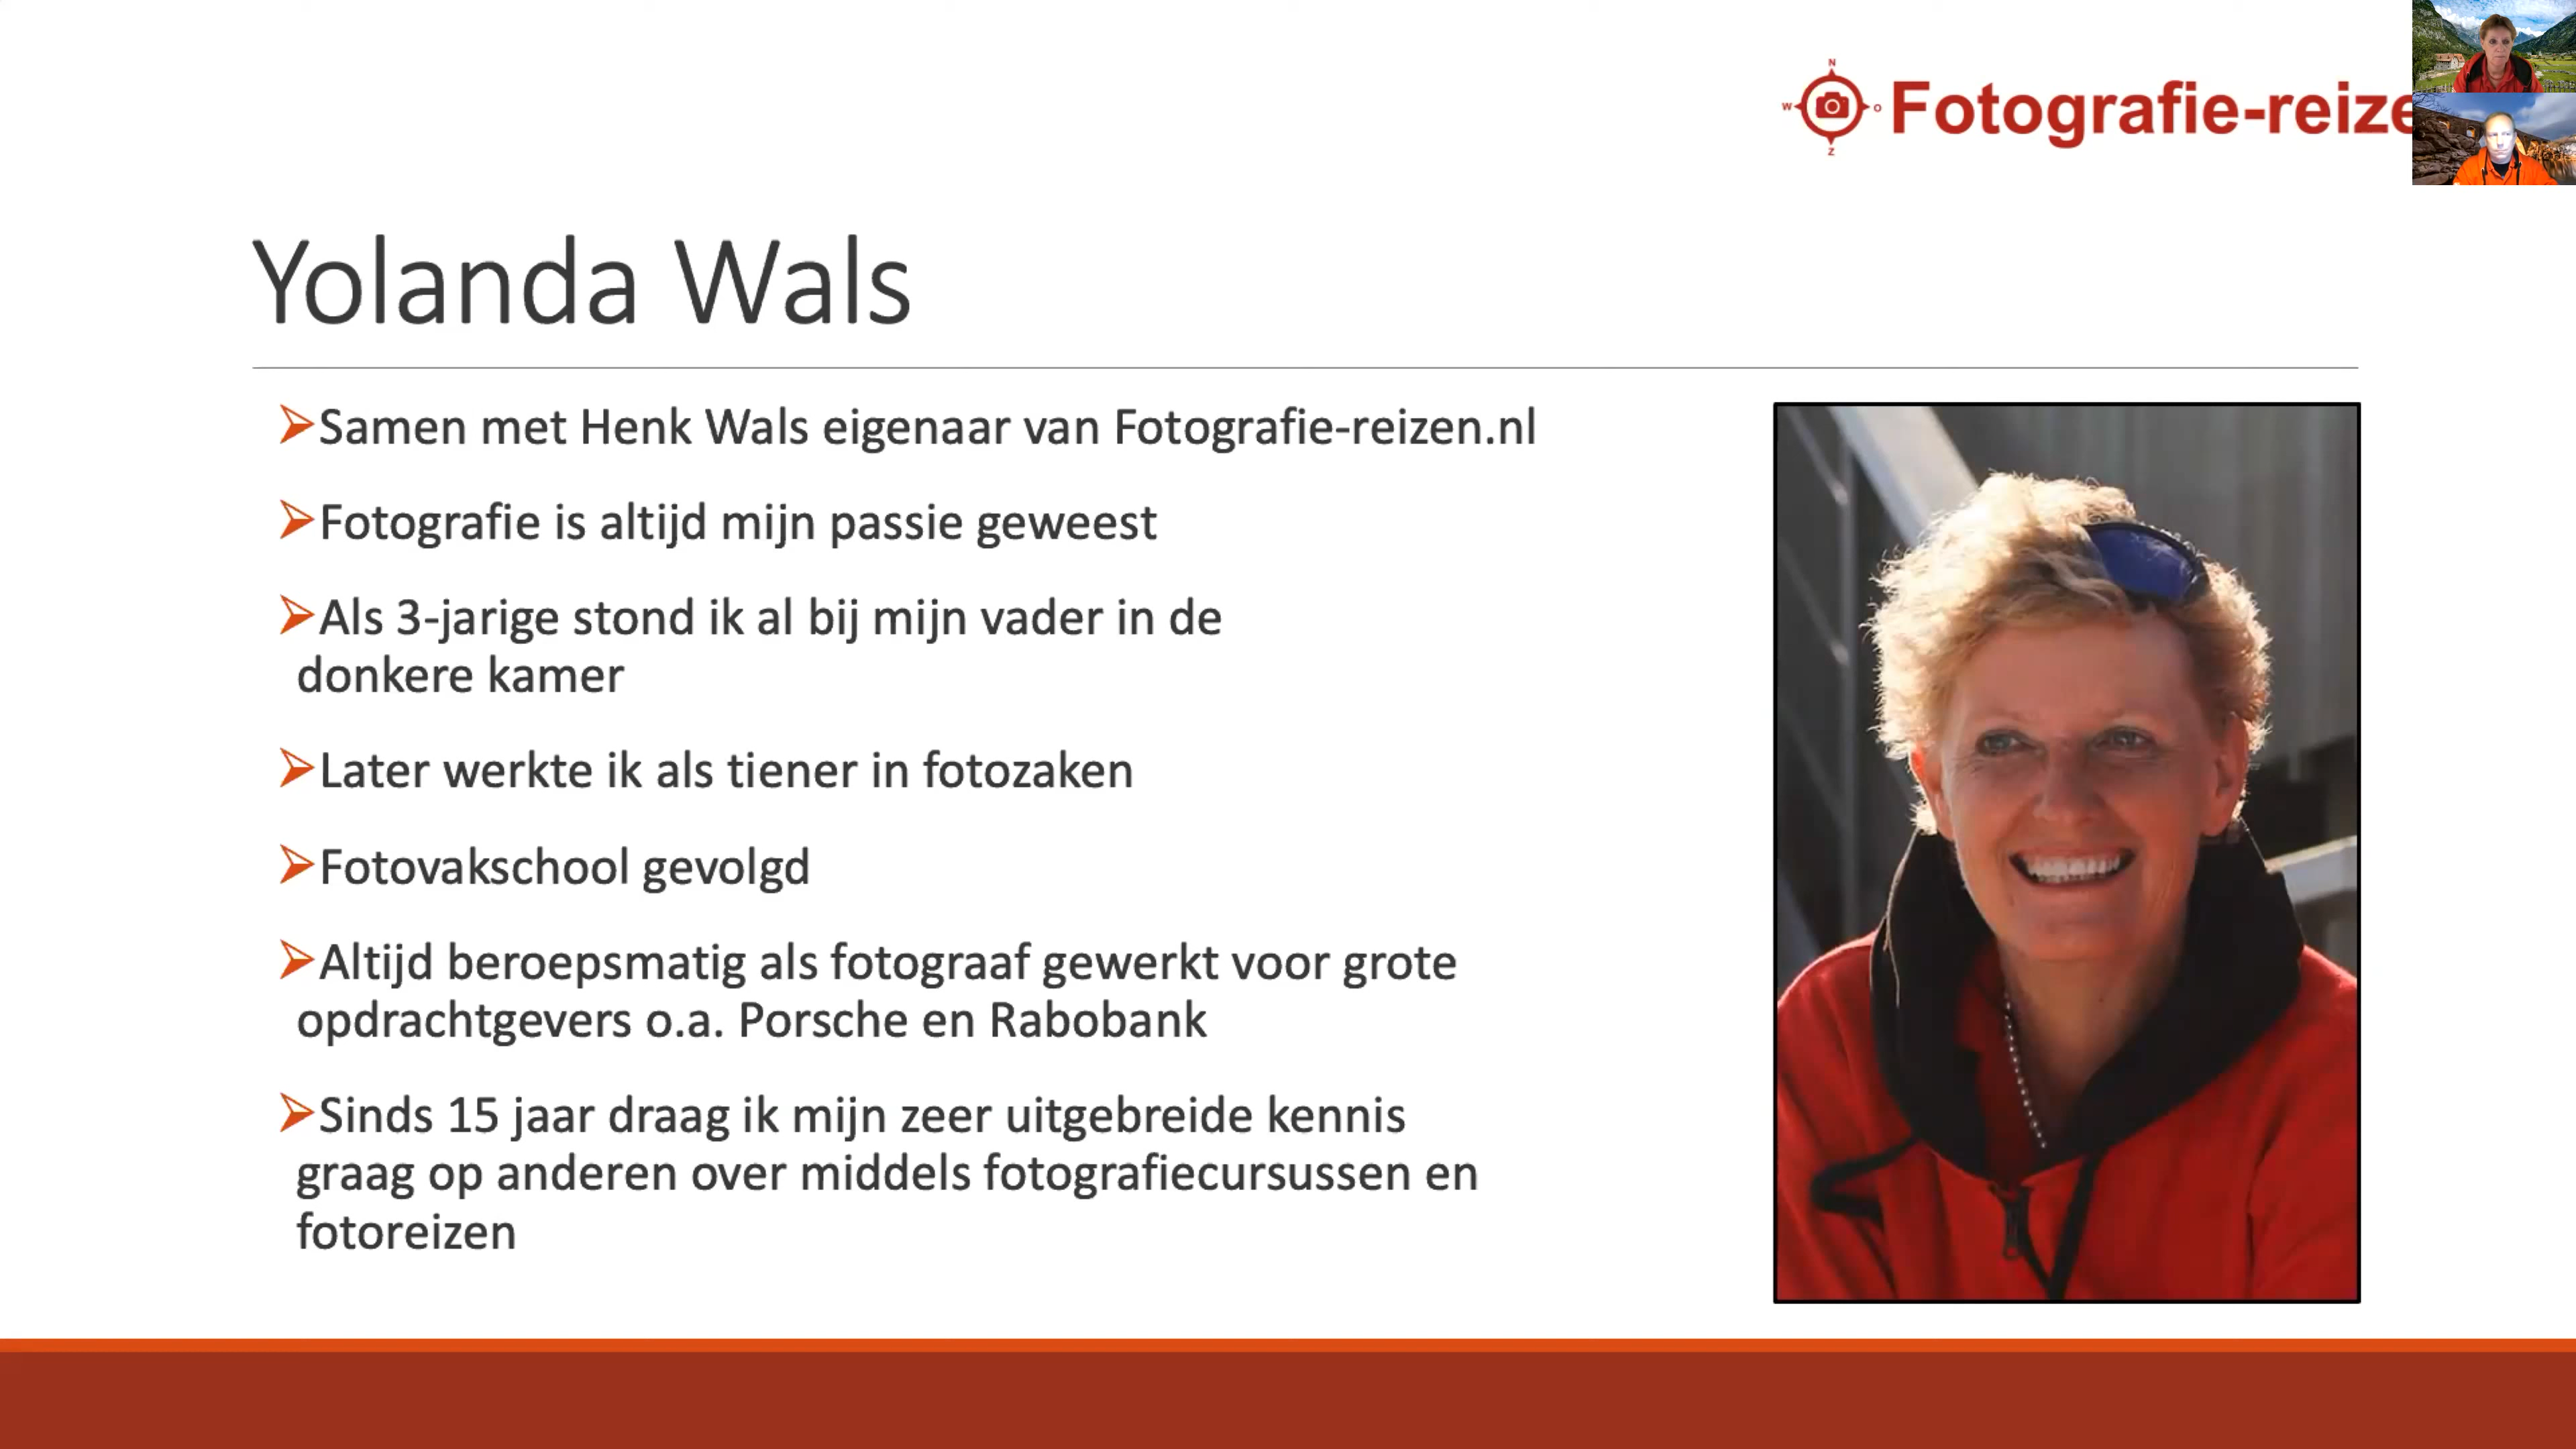 N
W
O
Z
Fotografie-reize
Yolanda Wals
Samen met Henk Wals eigenaar van Fotografie-reizen.nl
Fotografie is altijd mijn passie geweest
Als 3-jarige stond ik al bij mijn vader in de
donkere kamer
Later werkte ik als tiener in fotozaken
Fotovakschool gevolgd
Altijd beroepsmatig als fotograaf gewerkt voor grote
opdrachtgevers o.a. Porsche en Rabobank
Sinds 15 jaar draag ik mijn zeer uitgebreide kennis
graag op anderen over middels fotografiecursussen en
fotoreizen